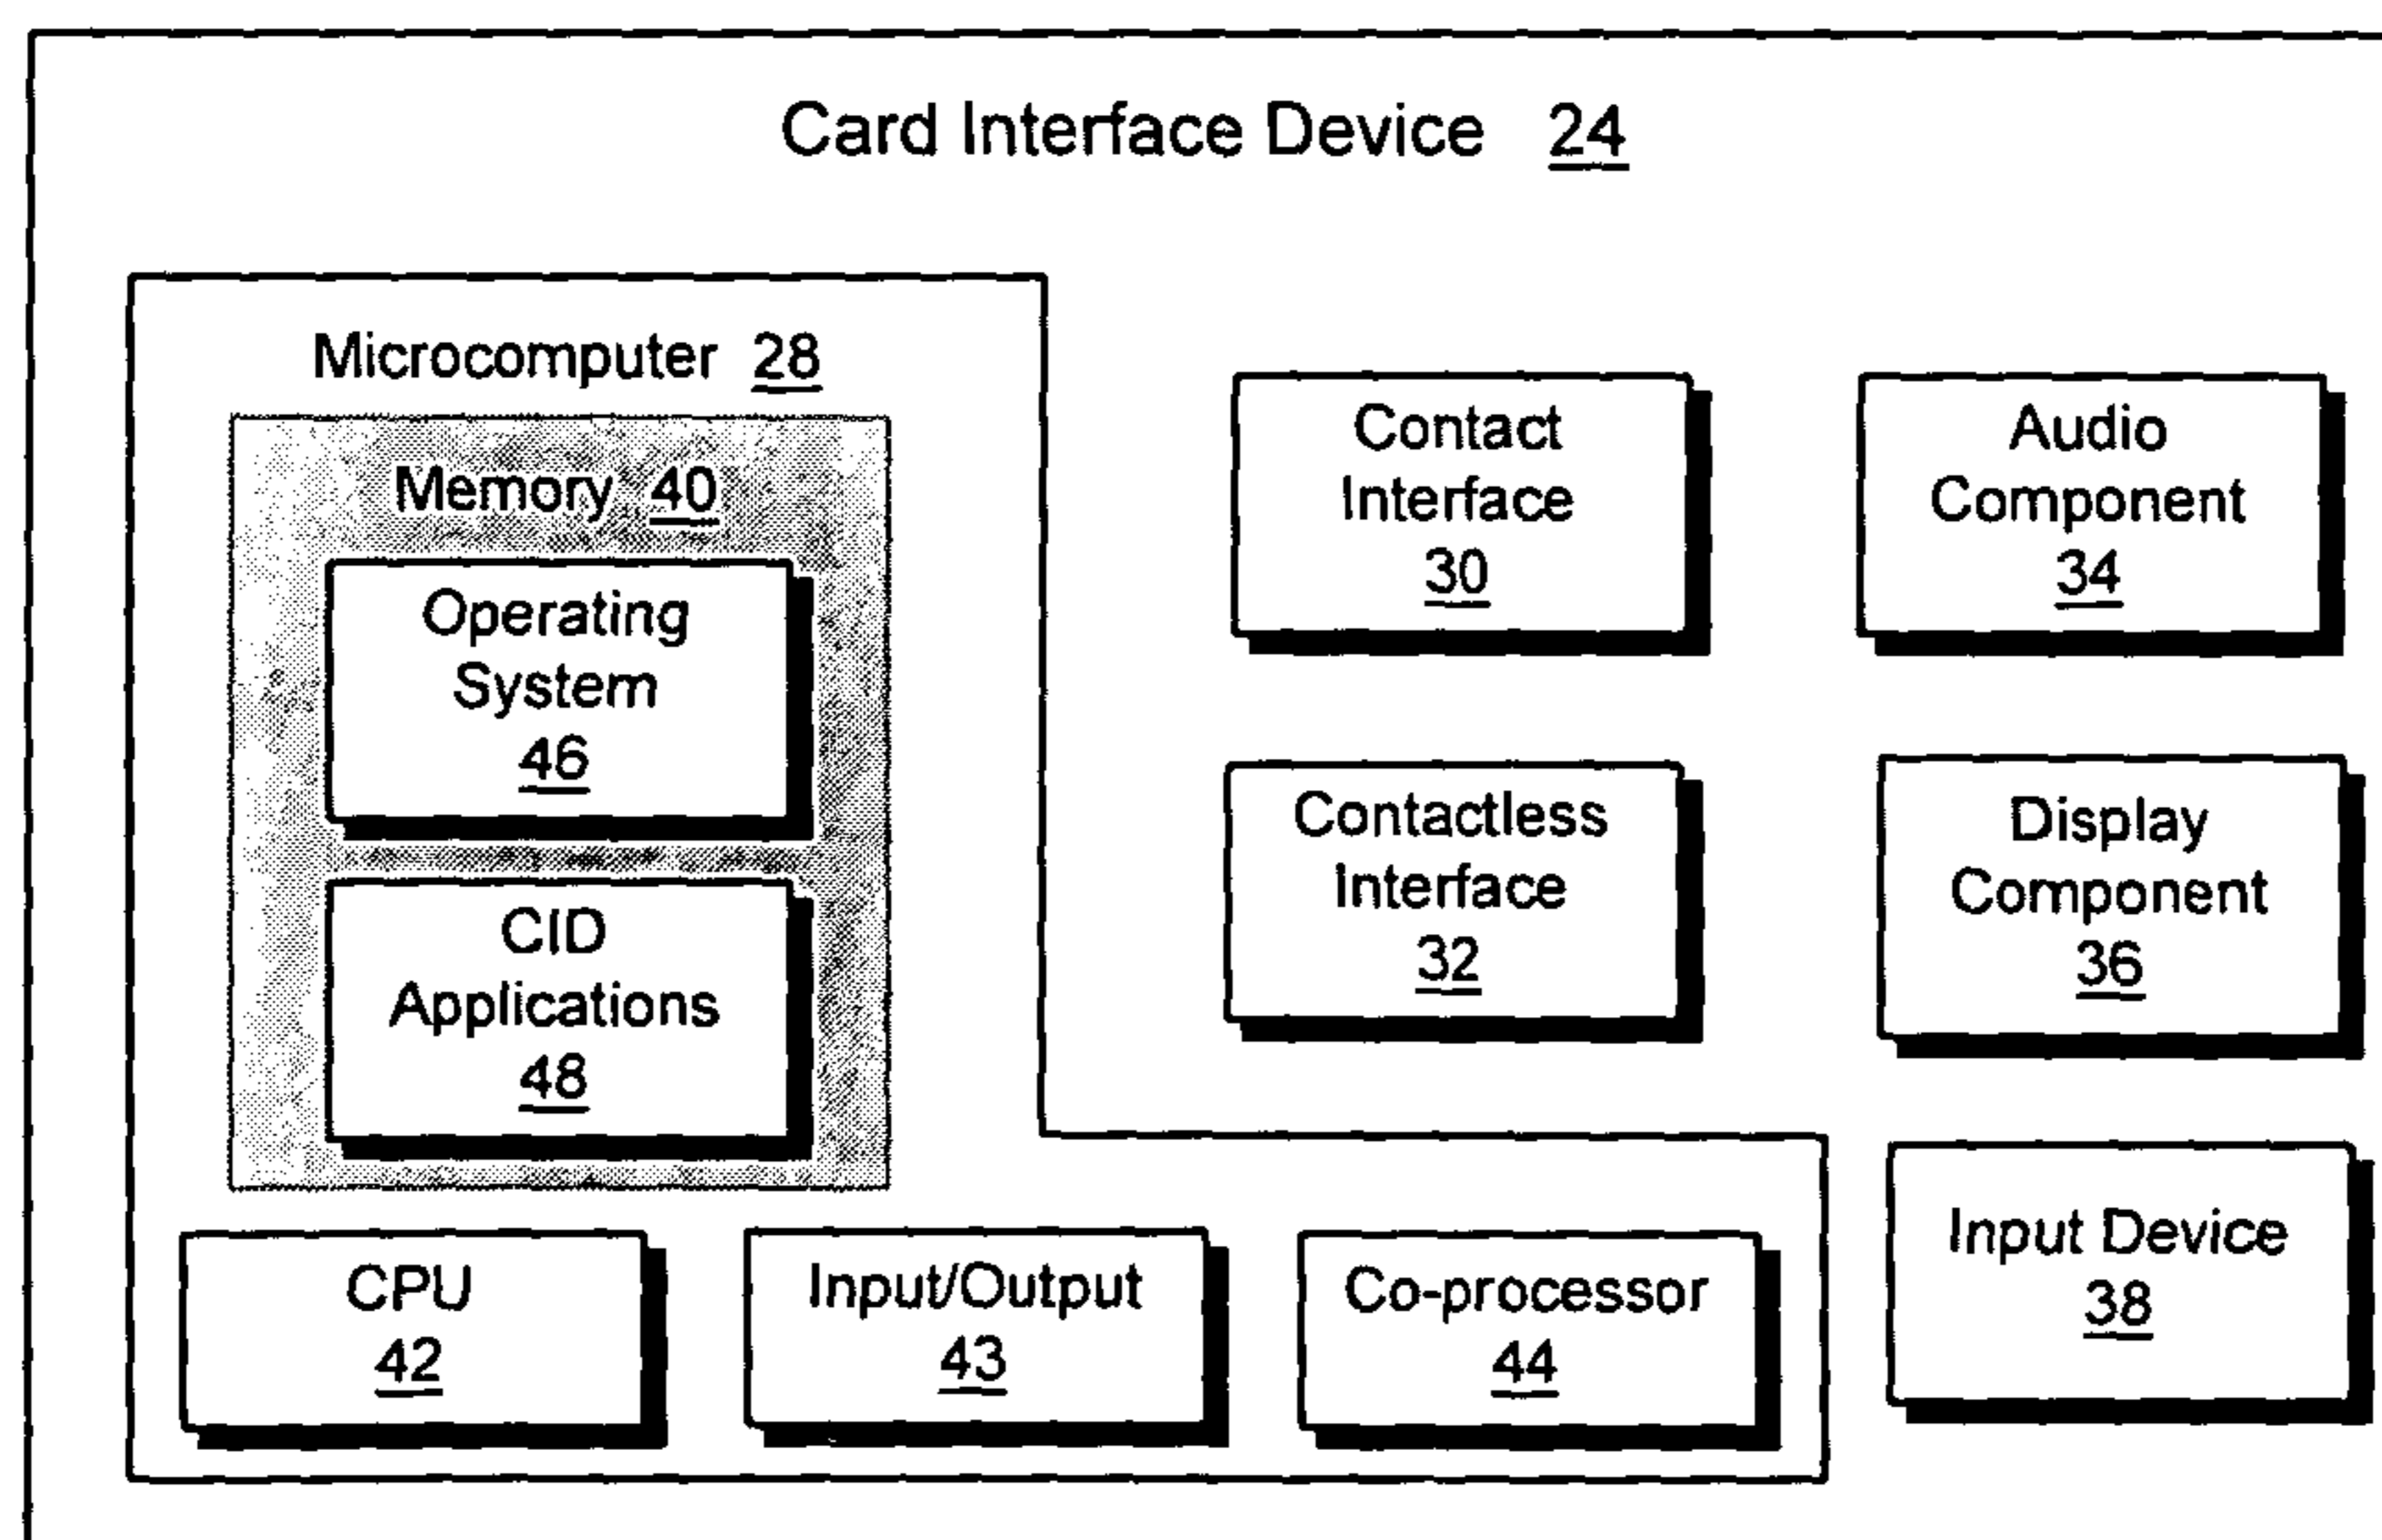 Card Interface Device 24
Microcomputer 28
Memory 40
Operating
System
46
CID
Applications
48
CPU
42
Input/Output
43
Co-processor
44
Contact
Interface
30
Audio
Component
34
Contactless
Interface
32
Display
Component
36
Input Device
38